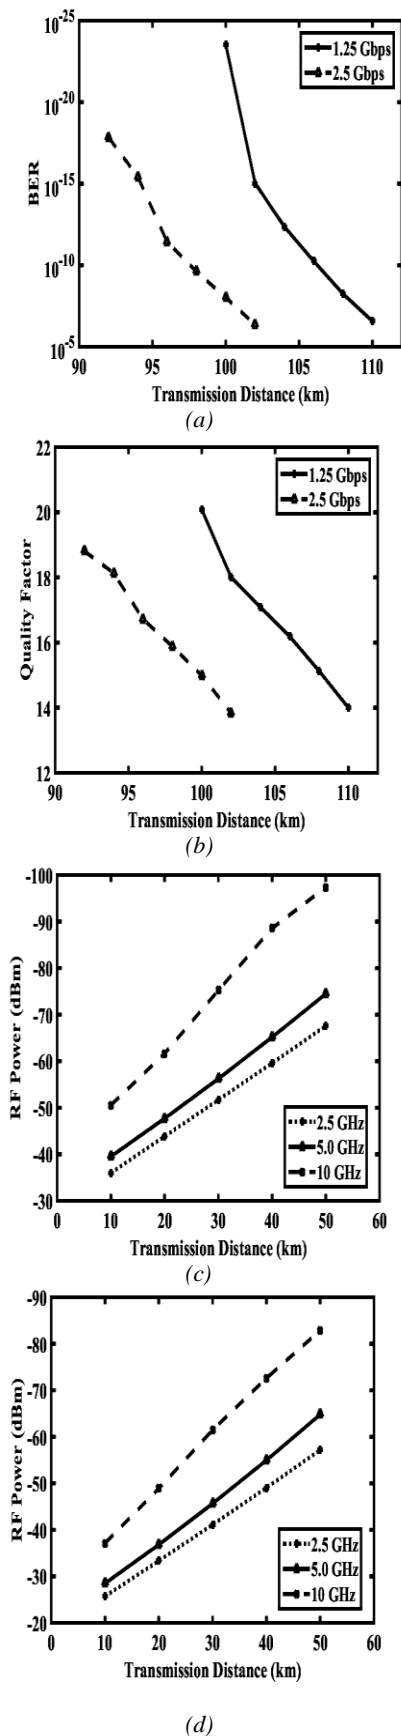 10-25
1.25 Gbps
2.5 Gbps
10-20
10-15
BER
10-10
10-5
90 95 100 105 110
Transmission Distance (km)
(a)
22
1.25 Gbps
2.5 Gbps
20
18
Quality Factor
16
14
12
90 95 100 105 110
Transmission Distance (km)
(b)
-100
-90
-80
-70
RF Power (dBm)
-60
-50
2.5 GHz
5.0 GHz
-40
10 GHz
-30
0 10 20 30 40 50 60
Transmission Distance (km)
(c)
-90
-80
-70
-60
RF Power (dBm)
-50
-40
2.5 GHz
5.0 GHz
-30
10 GHz
-20
0 10 20 30 40 50 60
Transmission Distance (km)
(d)